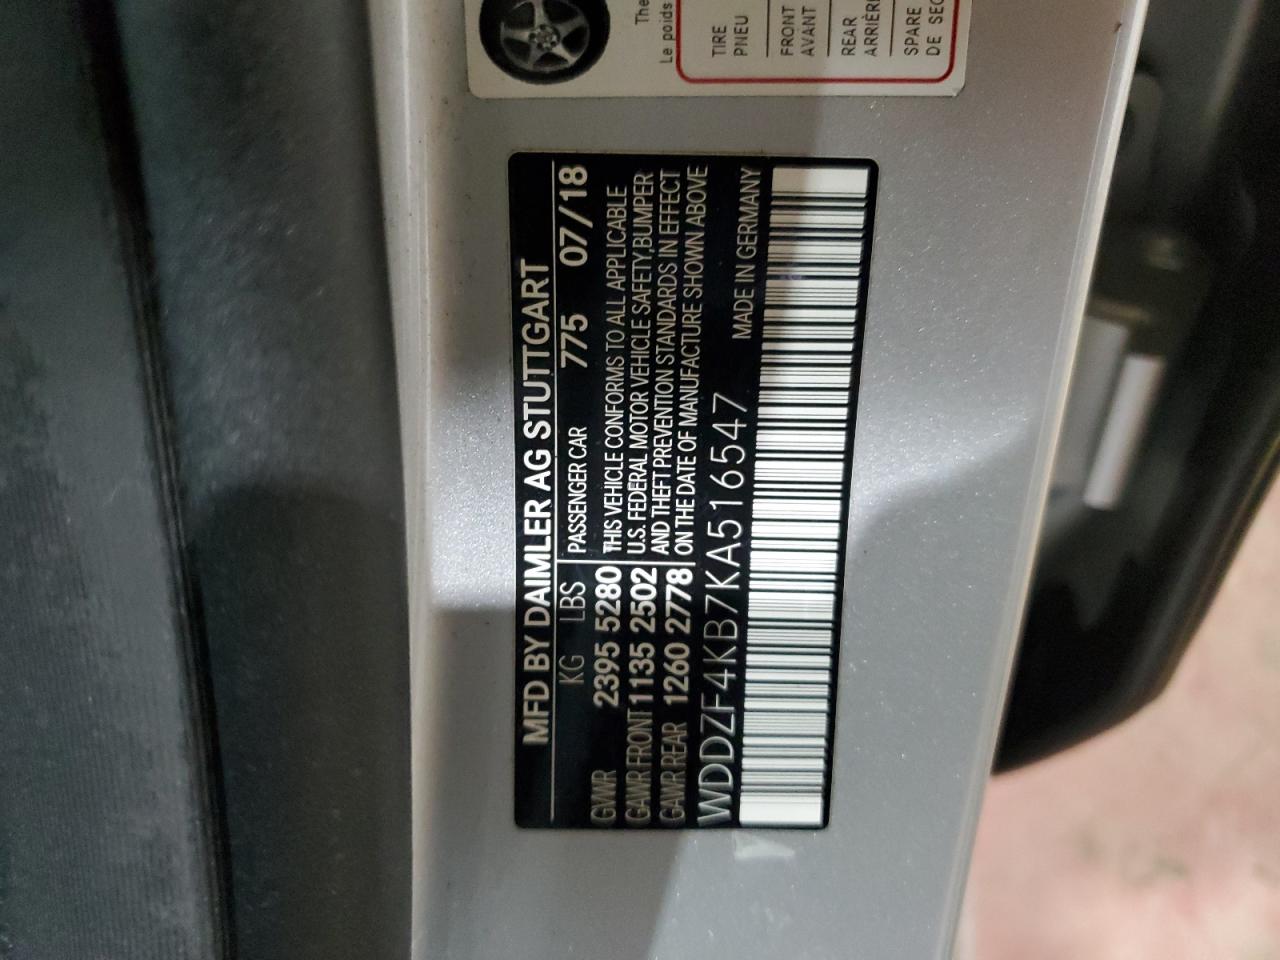 The
Le poids
TIRE
PNEU
FRONT
AVANT
REAR
SPARE
MFD BY DAIMLER AG STUTTGART
KG LBS PASSENGER CAR 775 07/18
GVWR 2395 5280 THIS VEHICLE CONFORMS TO ALL APPLICABLE
GAWR FRONT 1135 2502 U.S. FEDERAL MOTOR VEHICLE SAFETY,BUMPER
AND THEFT PREVENTION STANDARDS IN EFFECT
GAWR REAR 1260 2778 ON THE DATE OF MANUFACTURE SHOWN ABOVE
WDDZF4KB7KA516547 MADE IN GERMANY